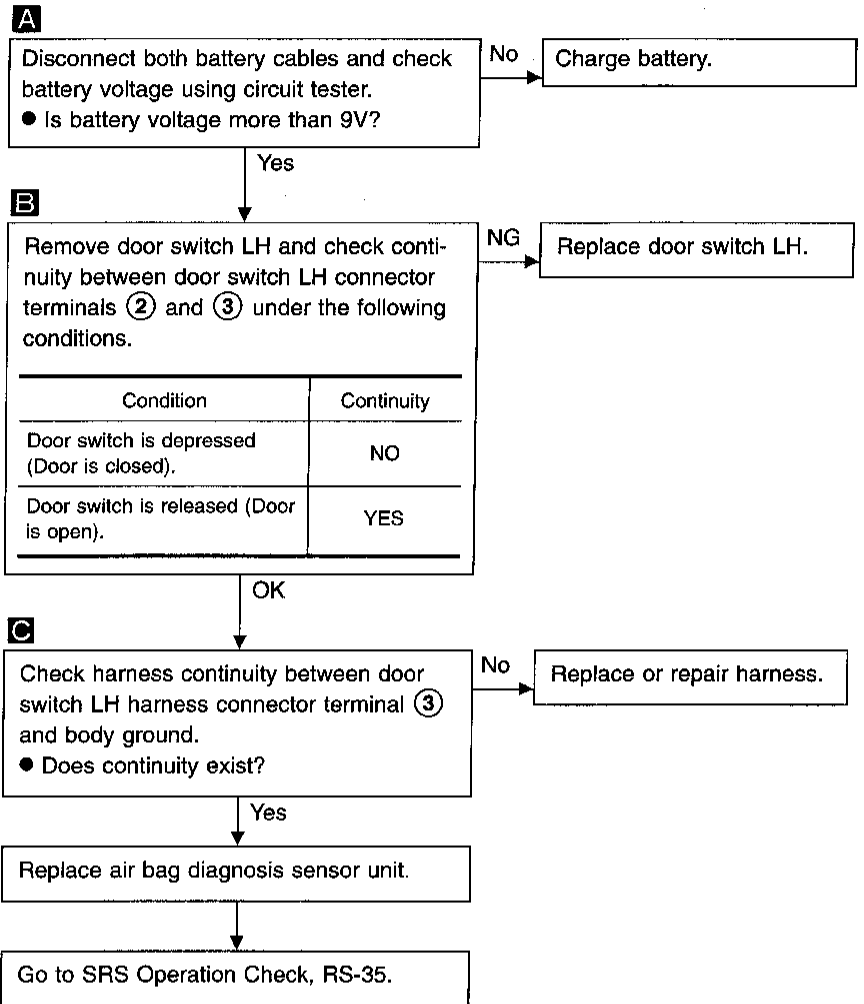 A
Disconnect both battery cables and check
battery voltage using circuit tester.
● Is battery voltage more than 9V?
No
Charge battery.
Yes
B
Remove door switch LH and check conti-
nuity between door switch LH connector
terminals ② and ③ under the following
conditions.
NG
Replace door switch LH.
Condition
Continuity
Door switch is depressed
(Door is closed).
NO
Door switch is released (Door
is open).
YES
OK
C
Check harness continuity between door
switch LH harness connector terminal ③
and body ground.
● Does continuity exist?
No
Replace or repair harness.
Yes
Replace air bag diagnosis sensor unit.
Go to SRS Operation Check, RS-35.